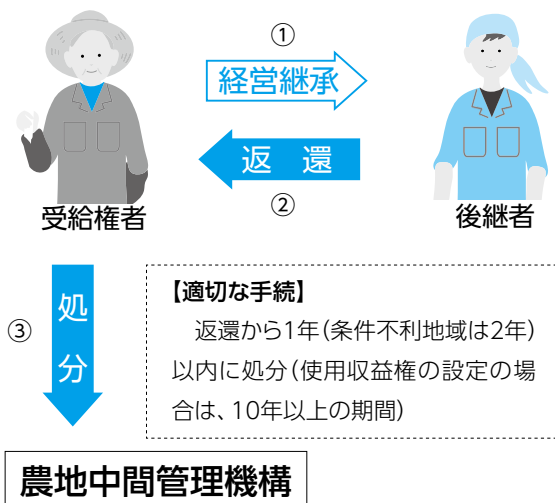 ①
経営継承
返 還
②
受給権者
後継者
③
処分
【適切な手続】
返還から1年(条件不利地域は2年)
以内に処分(使用収益権の設定の場
合は、10年以上の期間)
農地中間管理機構